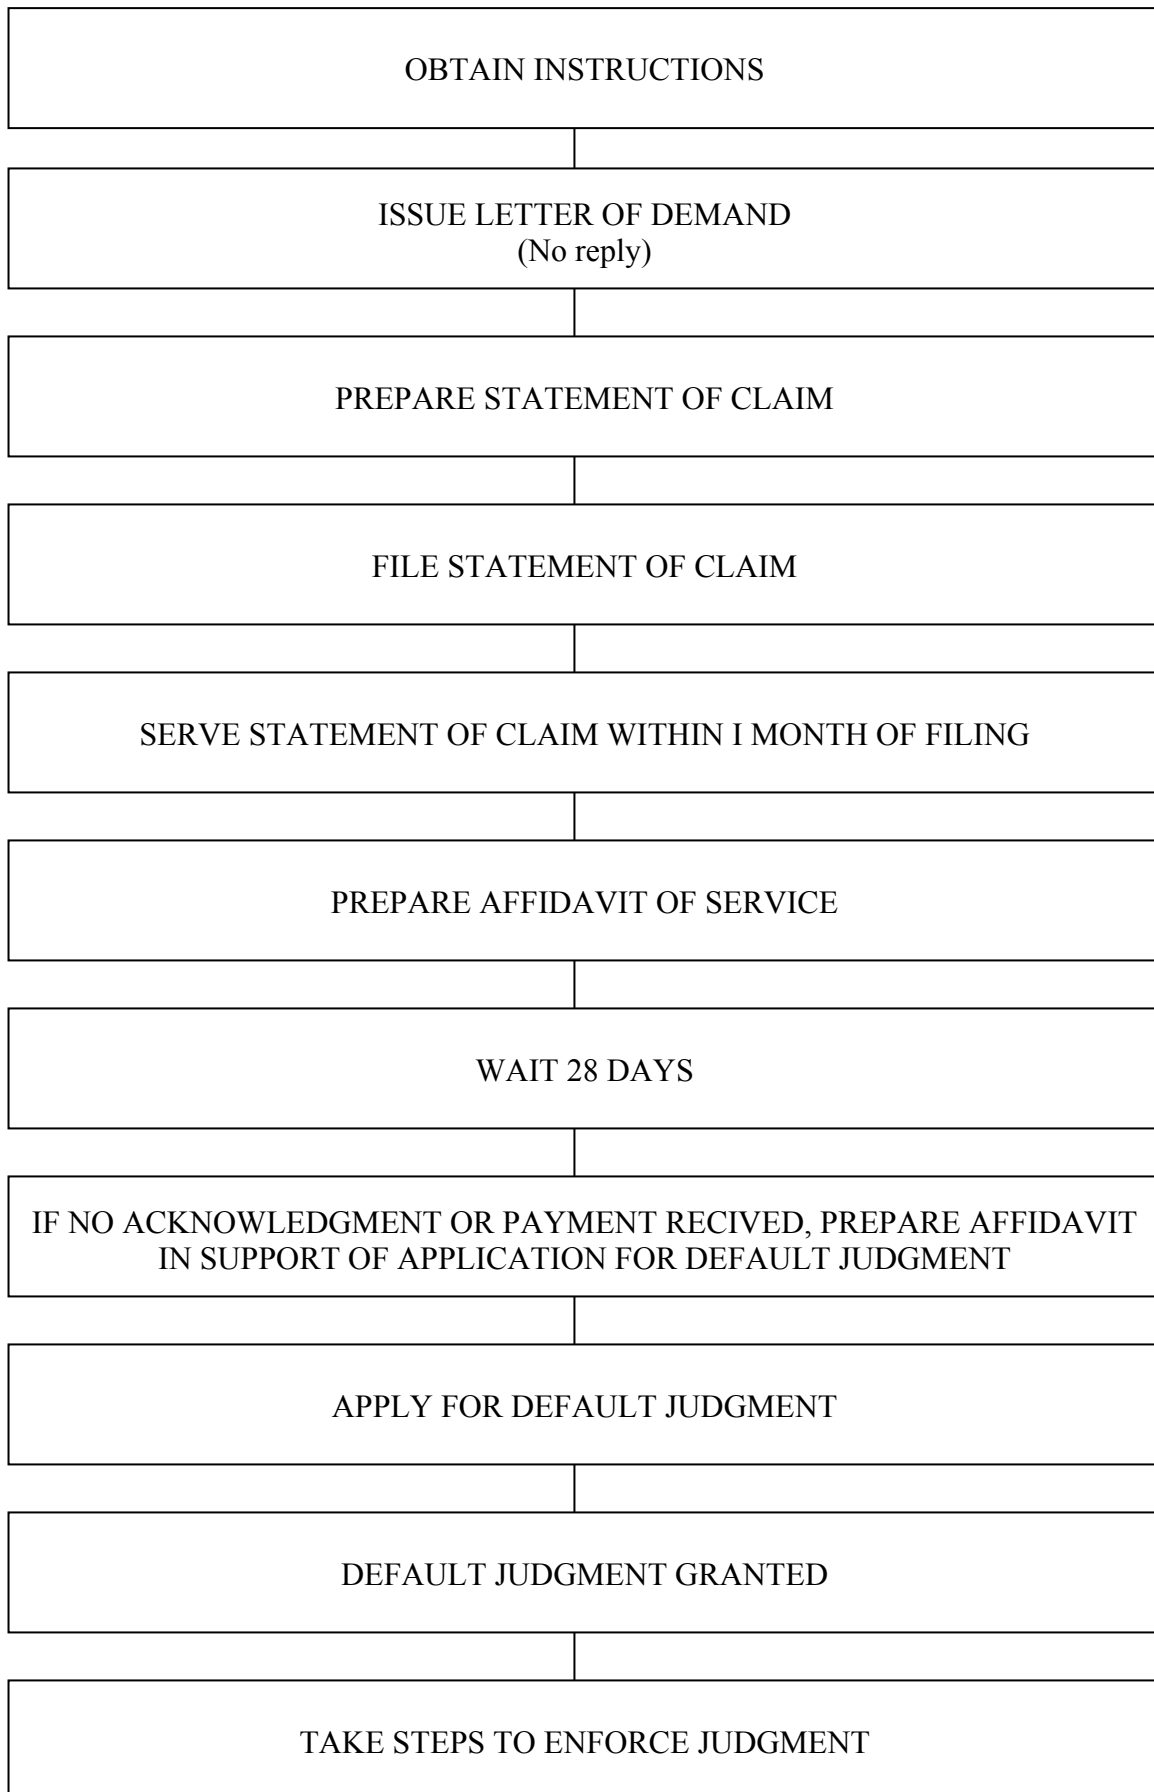 OBTAIN INSTRUCTIONS
ISSUE LETTER OF DEMAND
(No reply)
PREPARE STATEMENT OF CLAIM
FILE STATEMENT OF CLAIM
SERVE STATEMENT OF CLAIM WITHIN I MONTH OF FILING
PREPARE AFFIDAVIT OF SERVICE
WAIT 28 DAYS
IF NO ACKNOWLEDGMENT OR PAYMENT RECIVED, PREPARE AFFIDAVIT
IN SUPPORT OF APPLICATION FOR DEFAULT JUDGMENT
APPLY FOR DEFAULT JUDGMENT
DEFAULT JUDGMENT GRANTED
TAKE STEPS TO ENFORCE JUDGMENT